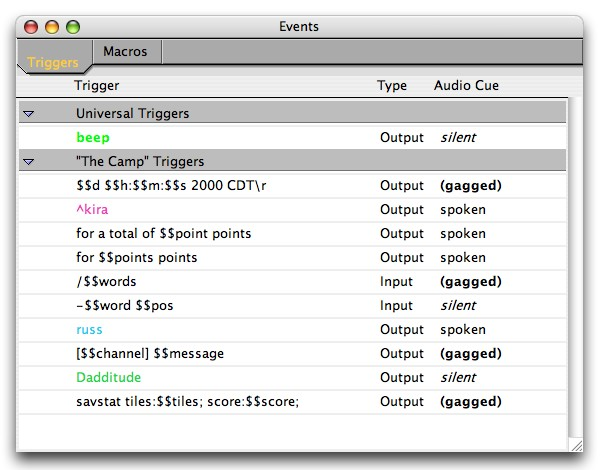 Events
Triggers Macros
Trigger Type Audio Cue
Universal Triggers
beep Output silent
"The Camp" Triggers
$$d $$h:$$m:$$s 2000 CDT\r Output (gagged)
^kira Output spoken
for a total of $$point points Output spoken
for $$points points Output spoken
/$$words Input (gagged)
-$$word $$pos Input silent
russ Output spoken
[$$channel] $$message Output (gagged)
Dadditude Output silent
savstat tiles:$$tiles; score:$$score; Output (gagged)